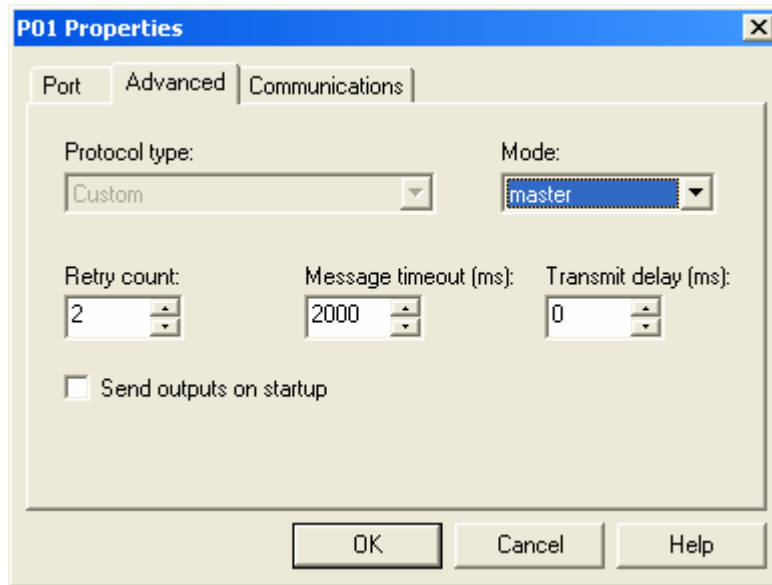 P01 Properties
Port Advanced Communications
Protocol type: Mode:
Custom master
Retry count: Message timeout (ms): Transmit delay (ms):
2 2000 0
Send outputs on startup
OK Cancel Help